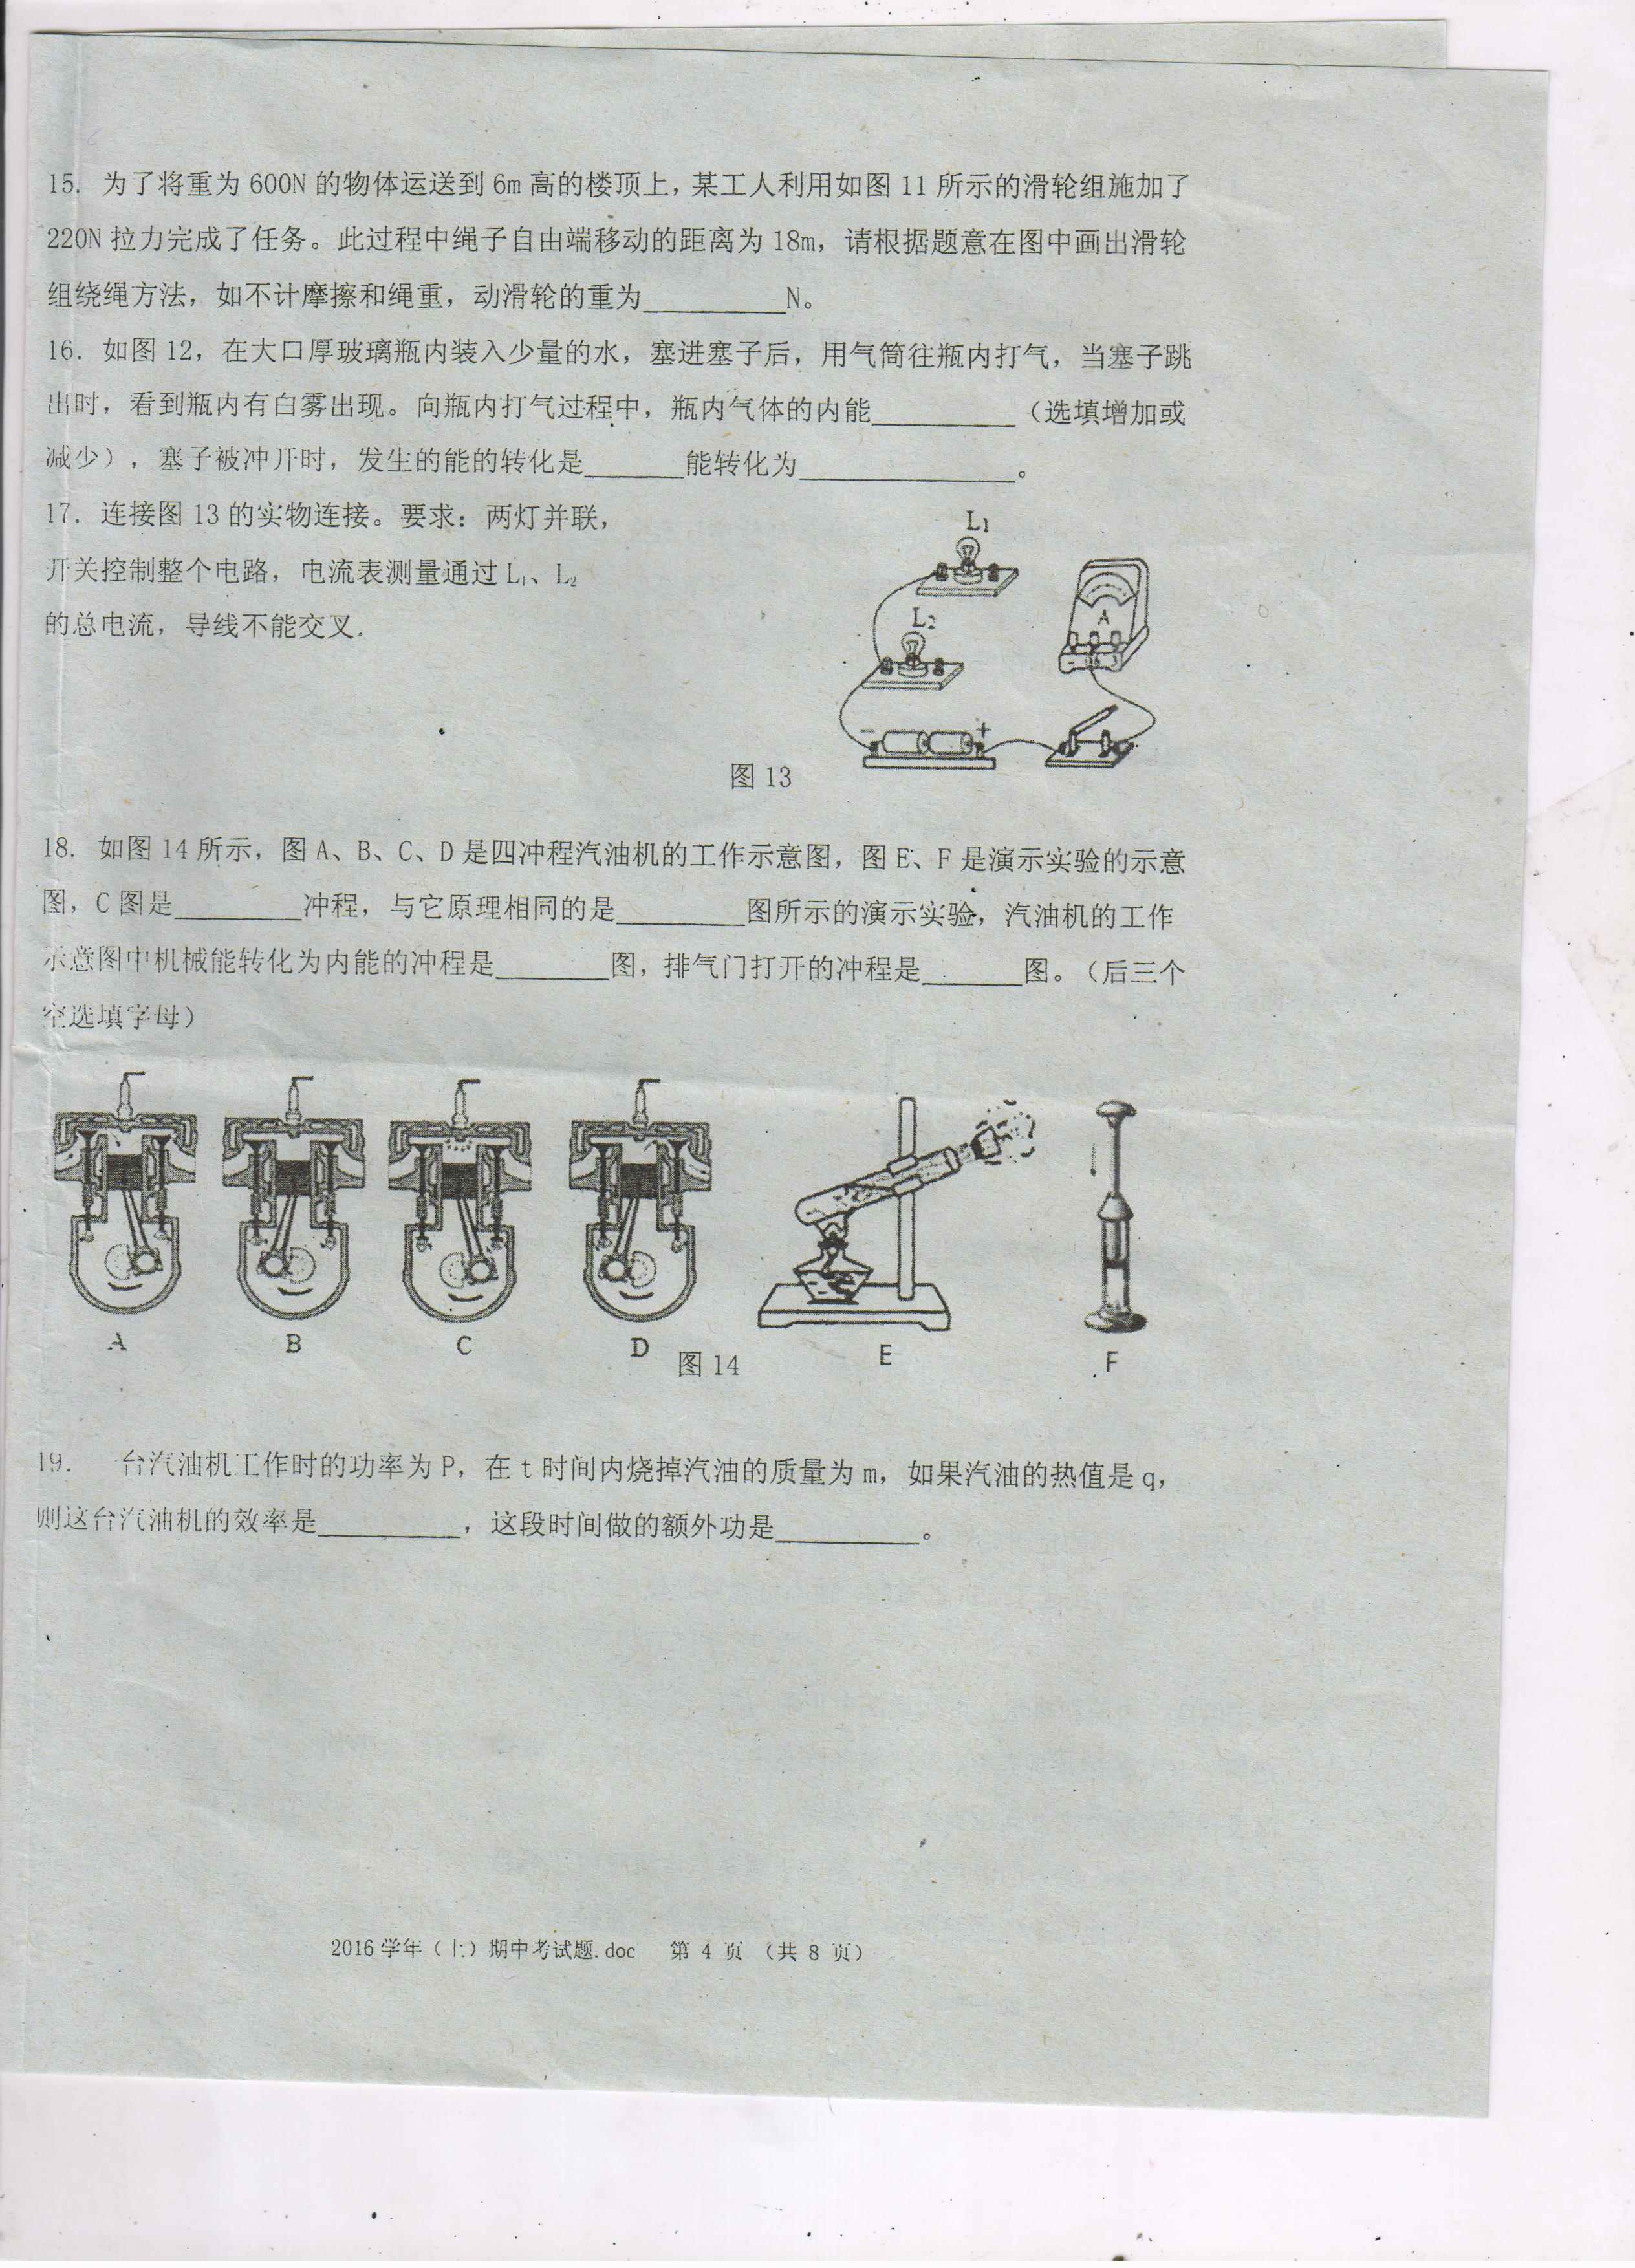 15. 为了将重为 600N 的物体运送到 6m 高的楼顶上，某工人利用如图 11 所示的滑轮组施加了
220N 拉力完成了任务。此过程中绳子自由端移动的距离为 18m，请根据题意在图中画出滑轮
组绕绳方法，如不计摩擦和绳重，动滑轮的重为__________N。
16. 如图 12，在大口厚玻璃瓶内装入少量的水，塞进塞子后，用气筒往瓶内打气，当塞子跳
出时，看到瓶内有白雾出现。向瓶内打气过程中，瓶内气体的内能__________（选填增加或
减少），塞子被冲开时，发生的能的转化是_______能转化为_______________。
17. 连接图 13 的实物连接。要求：两灯并联，
开关控制整个电路，电流表测量通过 L₁、L₂
的总电流，导线不能交叉.
L₁
L₂
A
- +
图 13
18. 如图 14 所示，图 A、B、C、D 是四冲程汽油机的工作示意图，图 E、F 是演示实验的示意
图，C 图是_________冲程，与它原理相同的是_________图所示的演示实验，汽油机的工作
示意图中机械能转化为内能的冲程是________图，排气门打开的冲程是_______图。（后三个
空选填字母）
A B C D E F
图 14
19. 台汽油机工作时的功率为 P，在 t 时间内烧掉汽油的质量为 m，如果汽油的热值是 q，
则这台汽油机的效率是__________，这段时间做的额外功是__________。
2016 学年（上）期中考试题.doc 第 4 页 （共 8 页）